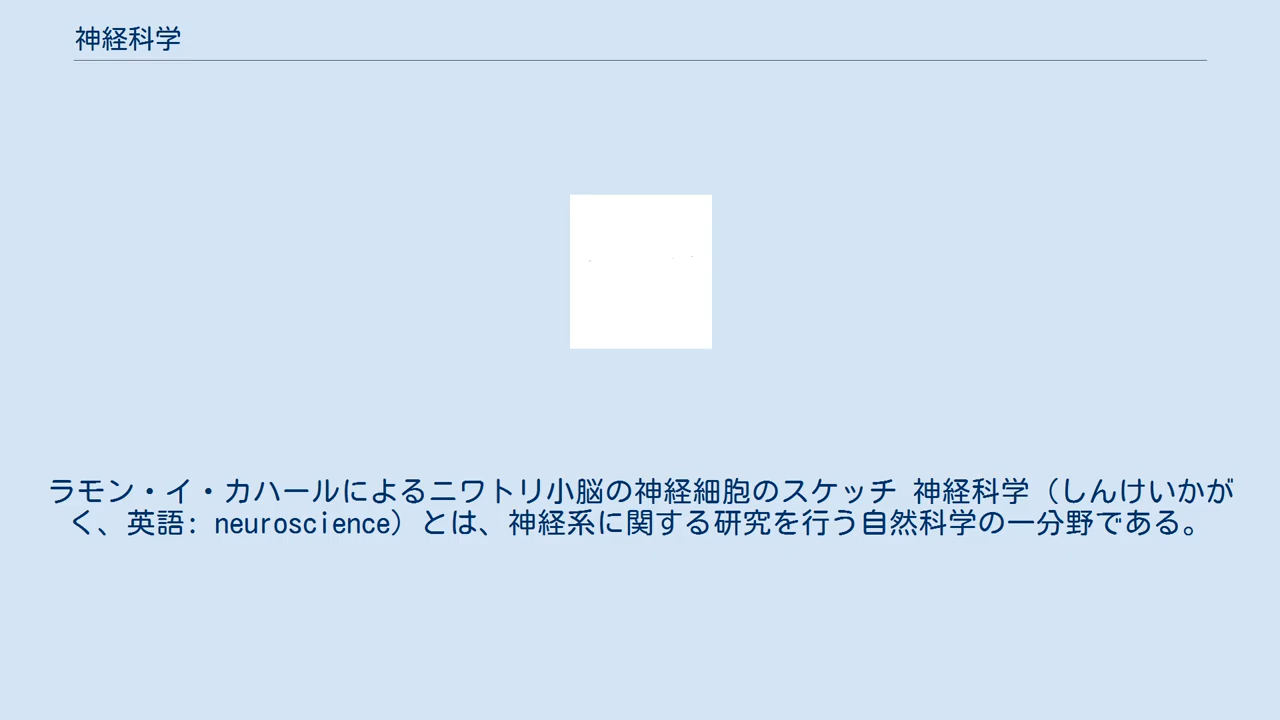 神経科学
ラモン・イ・カハールによるニワトリ小脳の神経細胞のスケッチ 神経科学（しんけいかが
く、英語: neuroscience）とは、神経系に関する研究を行う自然科学の一分野である。